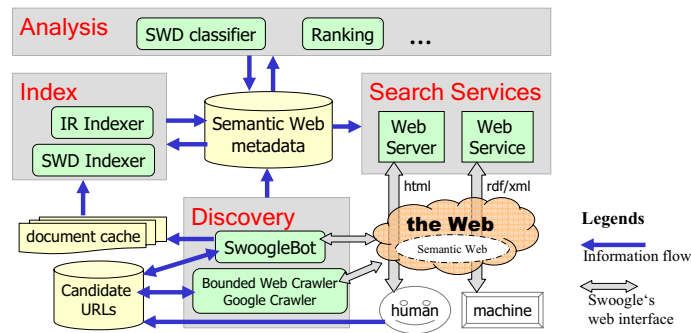 Analysis
SWD classifier
Ranking
...
Index
IR Indexer
SWD Indexer
Semantic Web
metadata
Search Services
Web
Server
Web
Service
html
rdf/xml
document cache
Discovery
SwoogleBot
Bounded Web Crawler
Google Crawler
Candidate
URLs
the Web
Semantic Web
human
machine
Legends
Information flow
Swoogle‘s
web interface